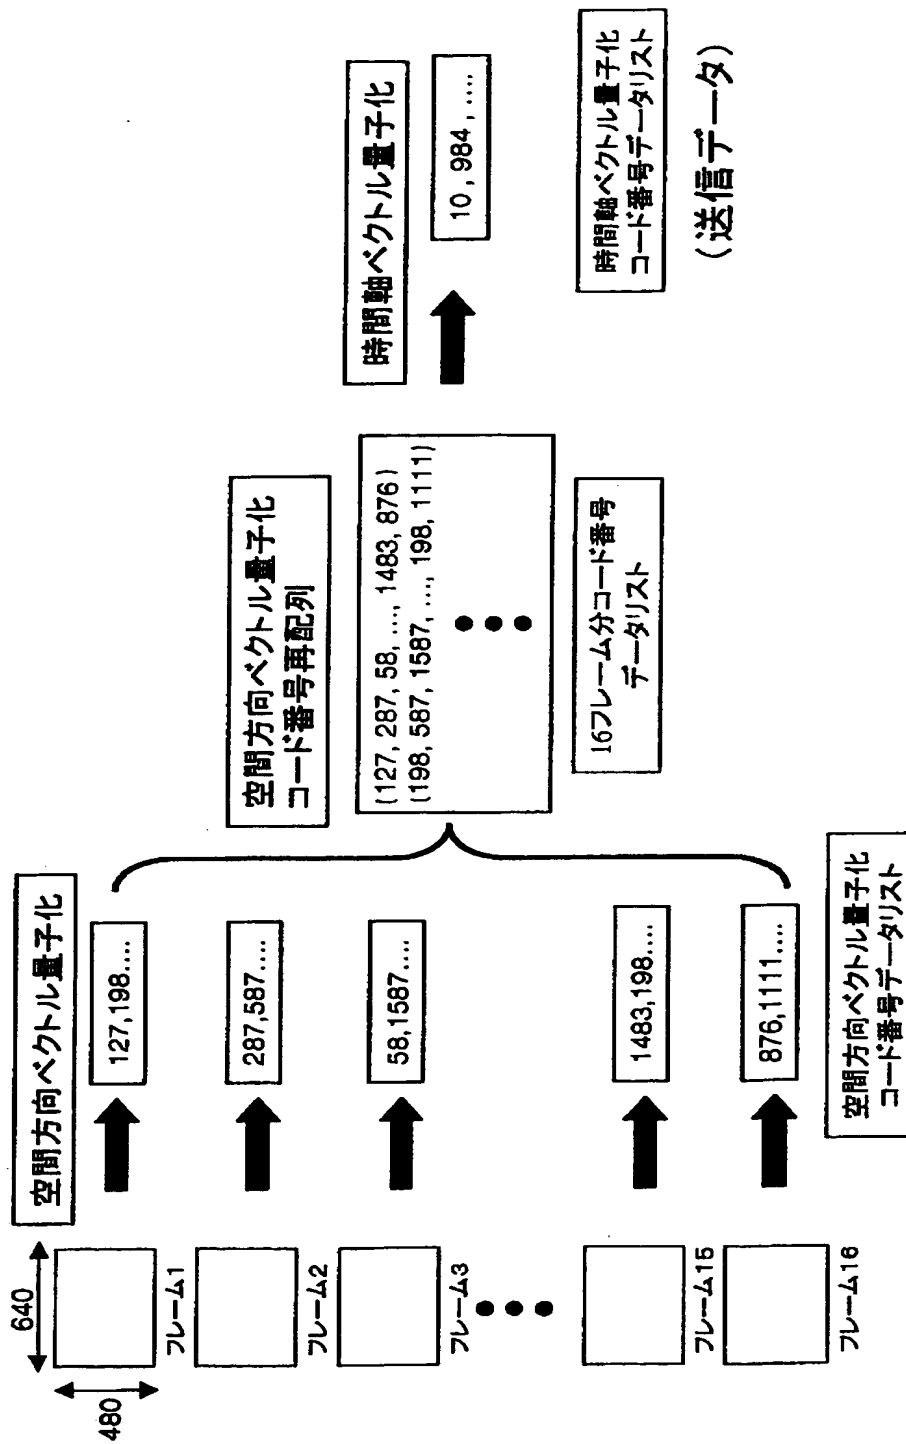 640
480
フレーム1
フレーム2
フレーム3
フレーム15
フレーム16
空間方向ベクトル量子化
127,198....
287,587....
58,1587....
1483,198....
876,1111....
空間方向ベクトル量子化
コード番号データリスト
空間方向ベクトル量子化
コード番号再配列
(127, 287, 58, ...., 1483, 876)
(198, 587, 1587, ..., 198, 1111)
16フレーム分コード番号
データリスト
時間軸ベクトル量子化
10, 984, ....
時間軸ベクトル量子化
コード番号データリスト
(送信データ)